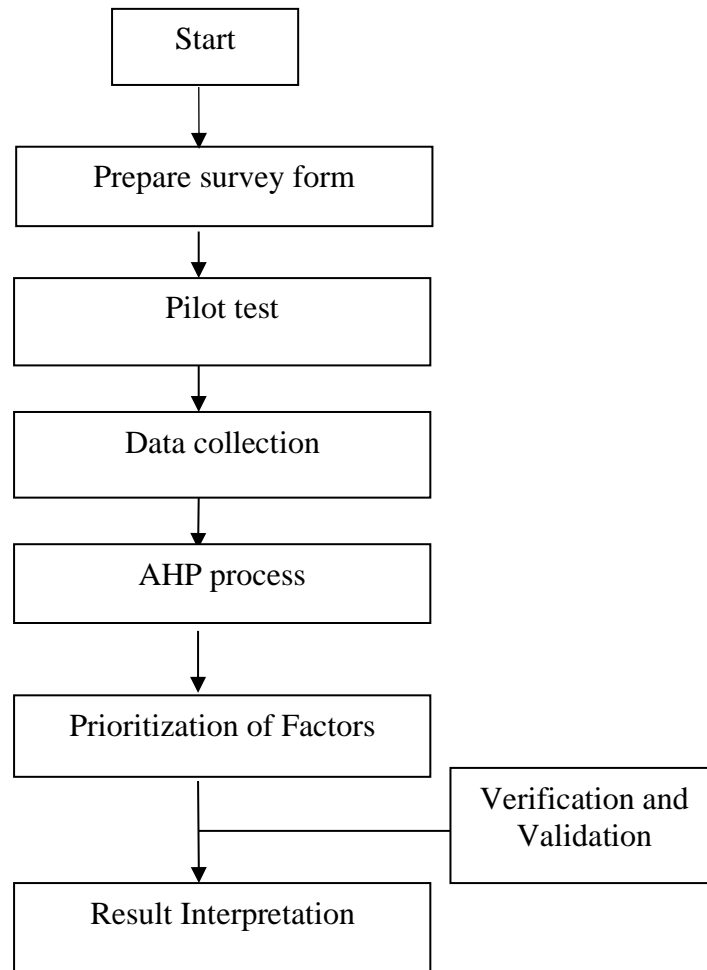 Start
Prepare survey form
Pilot test
Data collection
AHP process
Prioritization of Factors
Verification and
Validation
Result Interpretation